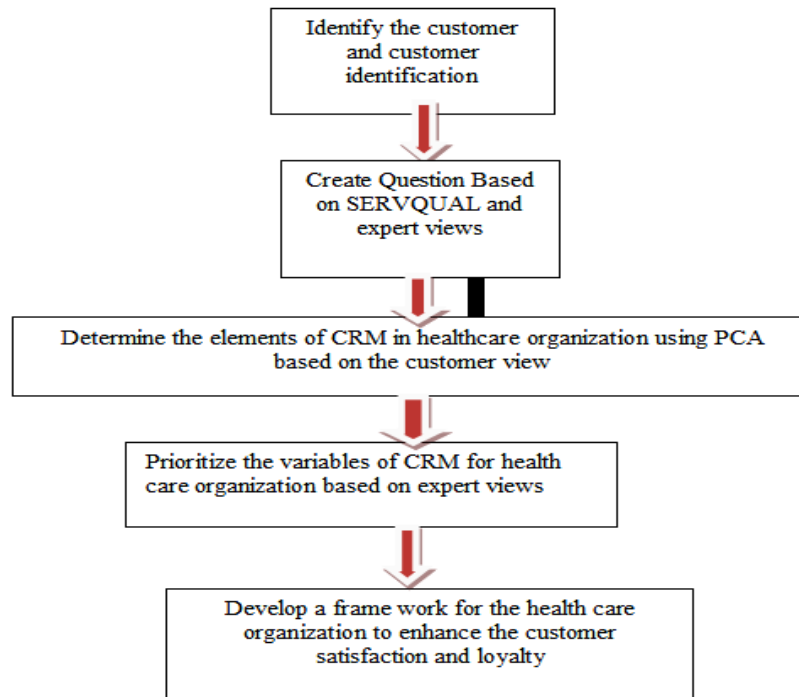 Identify the customer
and customer
identification
Create Question Based
on SERVQUAL and
expert views
Determine the elements of CRM in healthcare organization using PCA
based on the customer view
Prioritize the variables of CRM for health
care organization based on expert views
Develop a frame work for the health care
organization to enhance the customer
satisfaction and loyalty